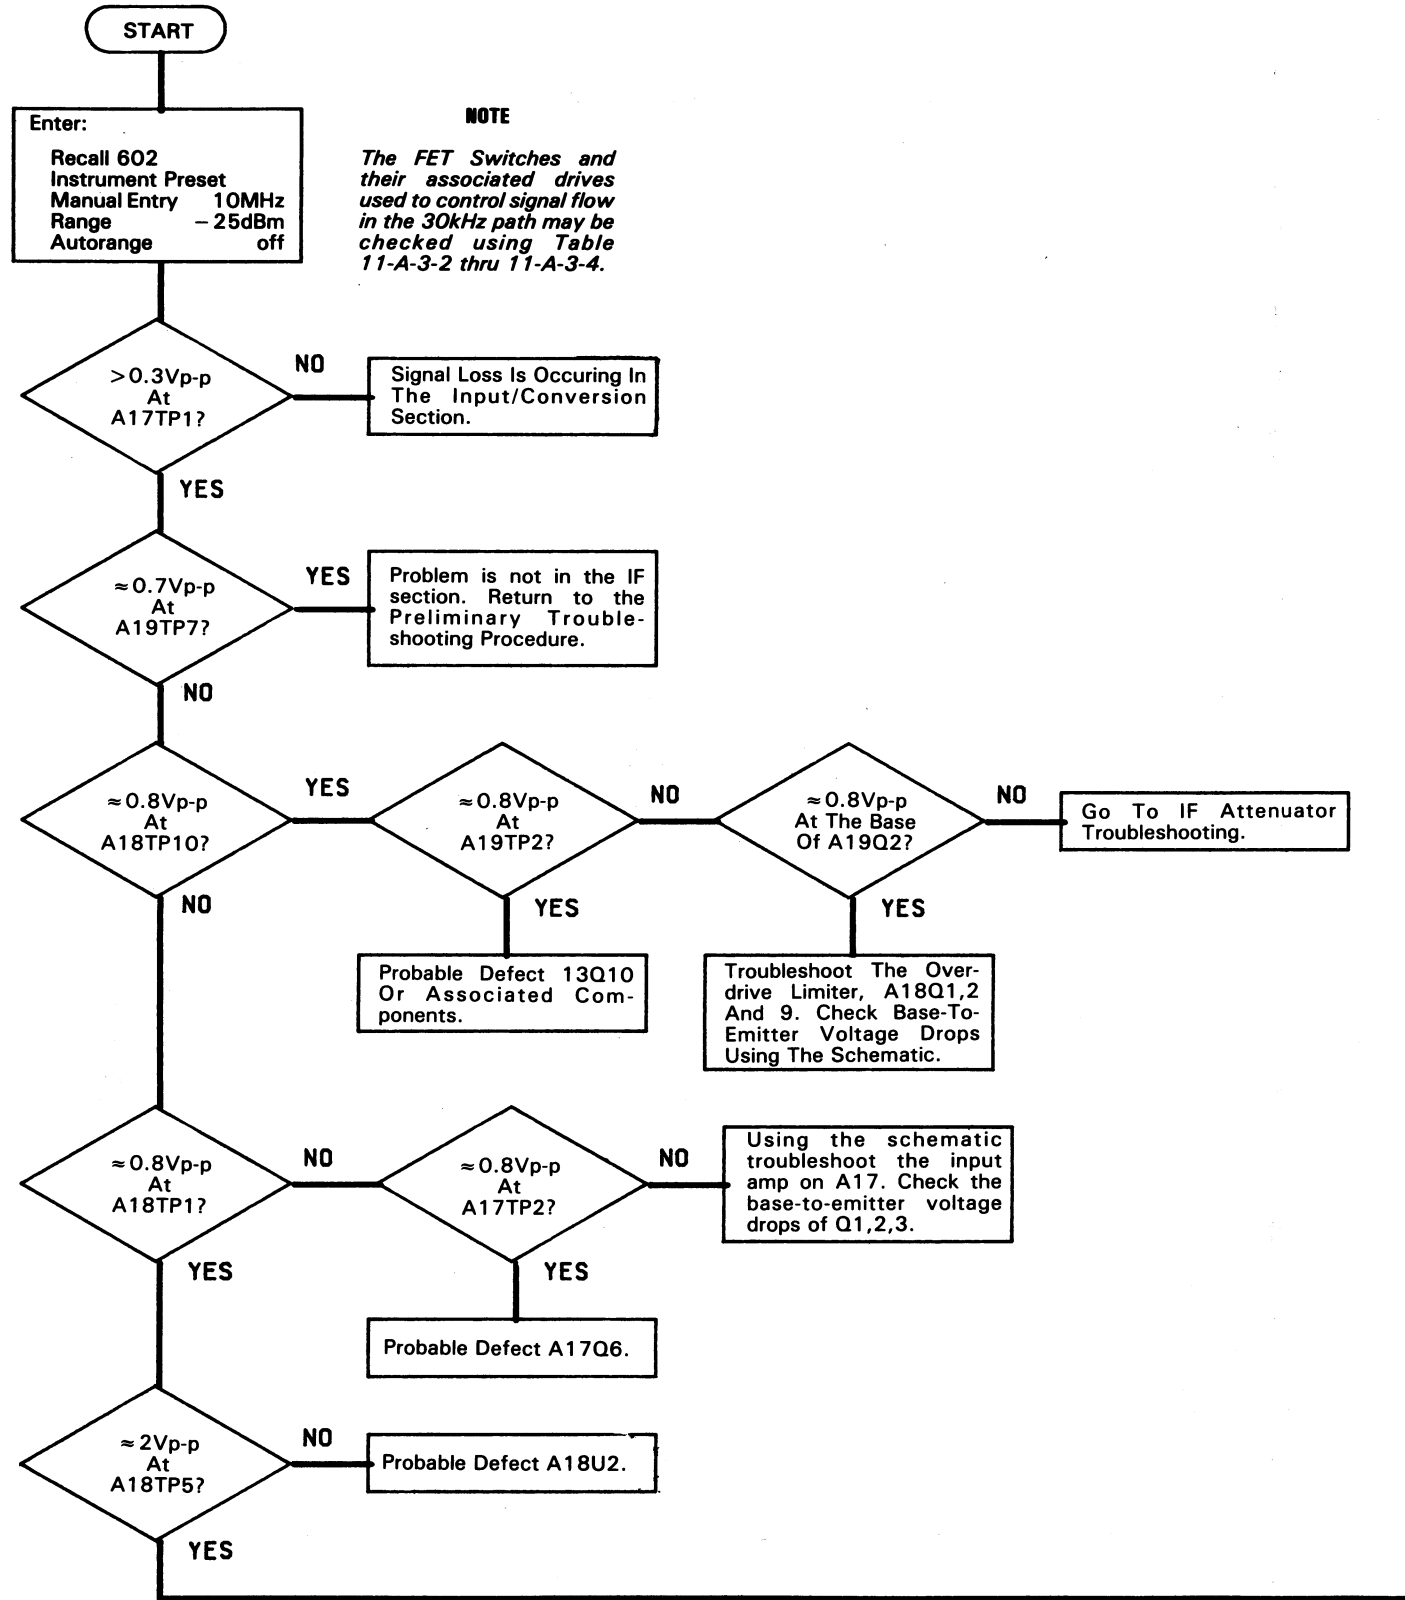 START
Enter:
Recall 602
Instrument Preset
Manual Entry 10MHz
Range −25dBm
Autorange off
NOTE
The FET Switches and
their associated drives
used to control signal flow
in the 30kHz path may be
checked using Table
11-A-3-2 thru 11-A-3-4.
>0.3Vp-p
At
A17TP1?
NO
Signal Loss Is Occuring In
The Input/Conversion
Section.
YES
≈0.7Vp-p
At
A19TP7?
YES
Problem is not in the IF
section. Return to the
Preliminary Trouble-
shooting Procedure.
NO
≈0.8Vp-p
At
A18TP10?
YES
≈0.8Vp-p
At
A19TP2?
NO
≈0.8Vp-p
At The Base
Of A19Q2?
NO
Go To IF Attenuator
Troubleshooting.
NO
YES
Probable Defect 13Q10
Or Associated Com-
ponents.
YES
Troubleshoot The Over-
drive Limiter, A18Q1,2
And 9. Check Base-To-
Emitter Voltage Drops
Using The Schematic.
≈0.8Vp-p
At
A18TP1?
NO
≈0.8Vp-p
At
A17TP2?
NO
Using the schematic
troubleshoot the input
amp on A17. Check the
base-to-emitter voltage
drops of Q1,2,3.
YES
YES
Probable Defect A17Q6.
≈2Vp-p
At
A18TP5?
NO
Probable Defect A18U2.
YES